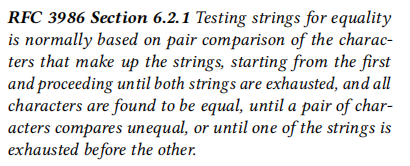 RFC 3986 Section 6.2.1 Testing strings for equality
is normally based on pair comparison of the charac-
ters that make up the strings, starting from the first
and proceeding until both strings are exhausted, and all
characters are found to be equal, until a pair of char-
acters compares unequal, or until one of the strings is
exhausted before the other.